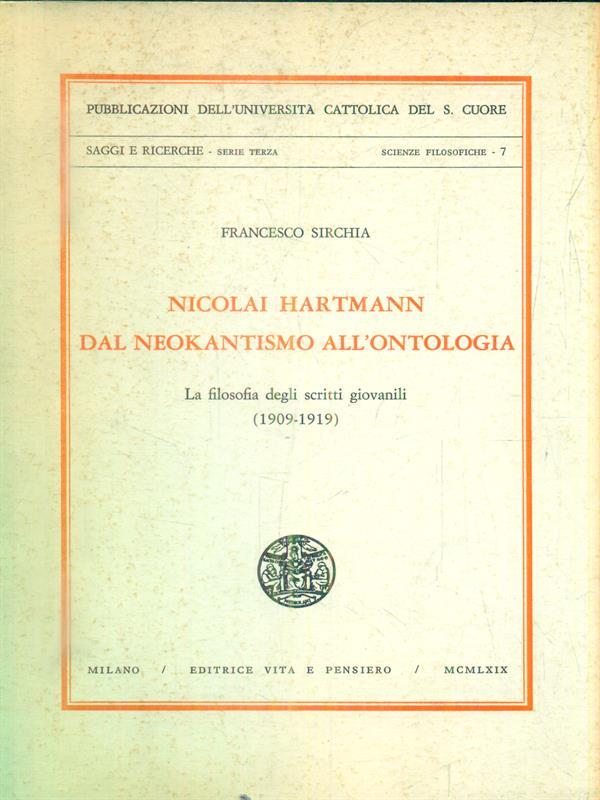 PUBBLICAZIONI DELL'UNIVERSITÀ CATTOLICA DEL S. CUORE
SAGGI E RICERCHE - SERIE TERZA SCIENZE FILOSOFICHE - 7
FRANCESCO SIRCHIA
NICOLAI HARTMANN
DAL NEOKANTISMO ALL'ONTOLOGIA
La filosofia degli scritti giovanili
(1909-1919)
MILANO / EDITRICE VITA E PENSIERO / MCMLXIX